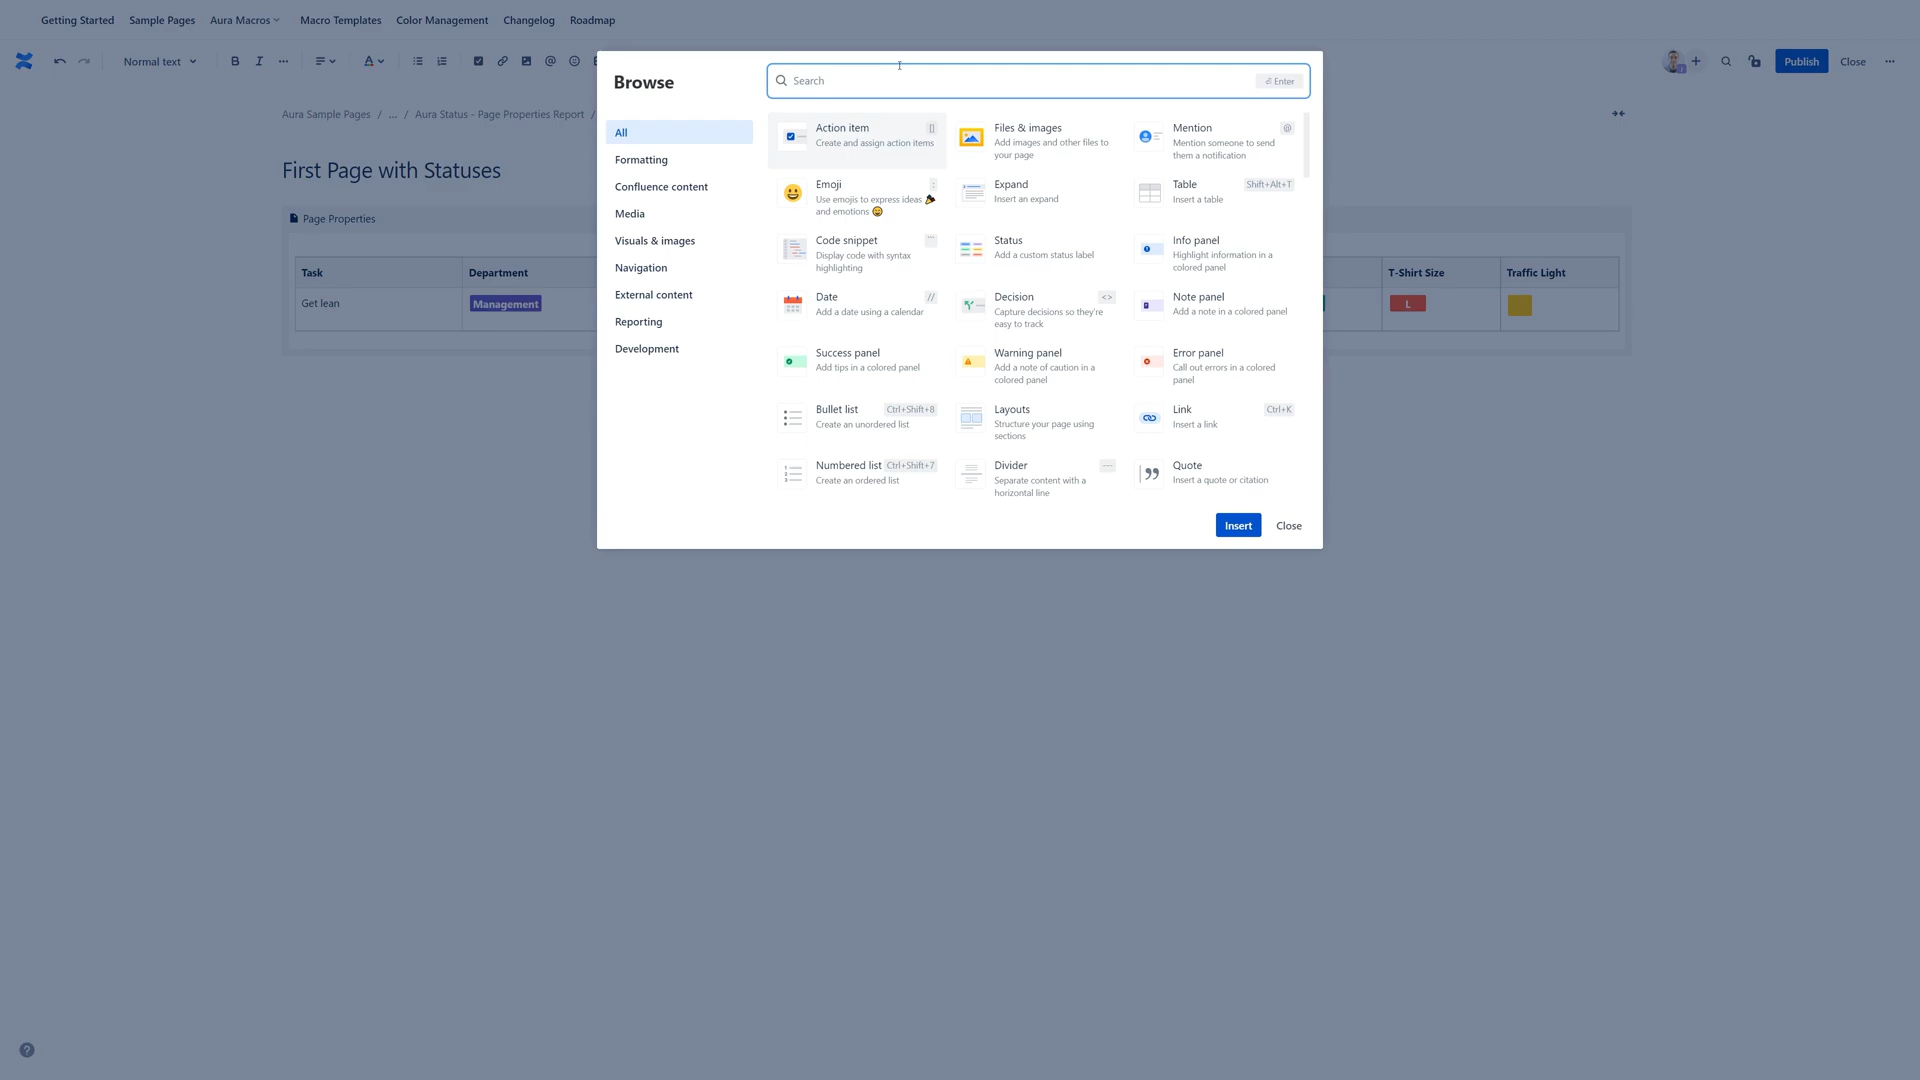 Getting Started
Sample Pages
Aura Macros
Macro Templates
Color Management
Changelog
Roadmap
Normal text
B
I
A
Publish
Close
Aura Sample Pages / ... / Aura Status - Page Properties Report /
First Page with Statuses
Page Properties
Task
Department
T-Shirt Size
Traffic Light
Get lean
Management
L
Browse
Search
Enter
All
Formatting
Confluence content
Media
Visuals & images
Navigation
External content
Reporting
Development
Action item
[]
Create and assign action items
Files & images
Add images and other files to
your page
Mention
@
Mention someone to send
them a notification
Emoji
:
Use emojis to express ideas 🎉
and emotions 😄
Expand
Insert an expand
Table
Shift+Alt+T
Insert a table
Code snippet
```
Display code with syntax
highlighting
Status
Add a custom status label
Info panel
Highlight information in a
colored panel
Date
//
Add a date using a calendar
Decision
<>
Capture decisions so they're
easy to track
Note panel
Add a note in a colored panel
Success panel
Add tips in a colored panel
Warning panel
Add a note of caution in a
colored panel
Error panel
Call out errors in a colored
panel
Bullet list
Ctrl+Shift+8
Create an unordered list
Layouts
Structure your page using
sections
Link
Ctrl+K
Insert a link
Numbered list
Ctrl+Shift+7
Create an ordered list
Divider
---
Separate content with a
horizontal line
Quote
Insert a quote or citation
Insert
Close